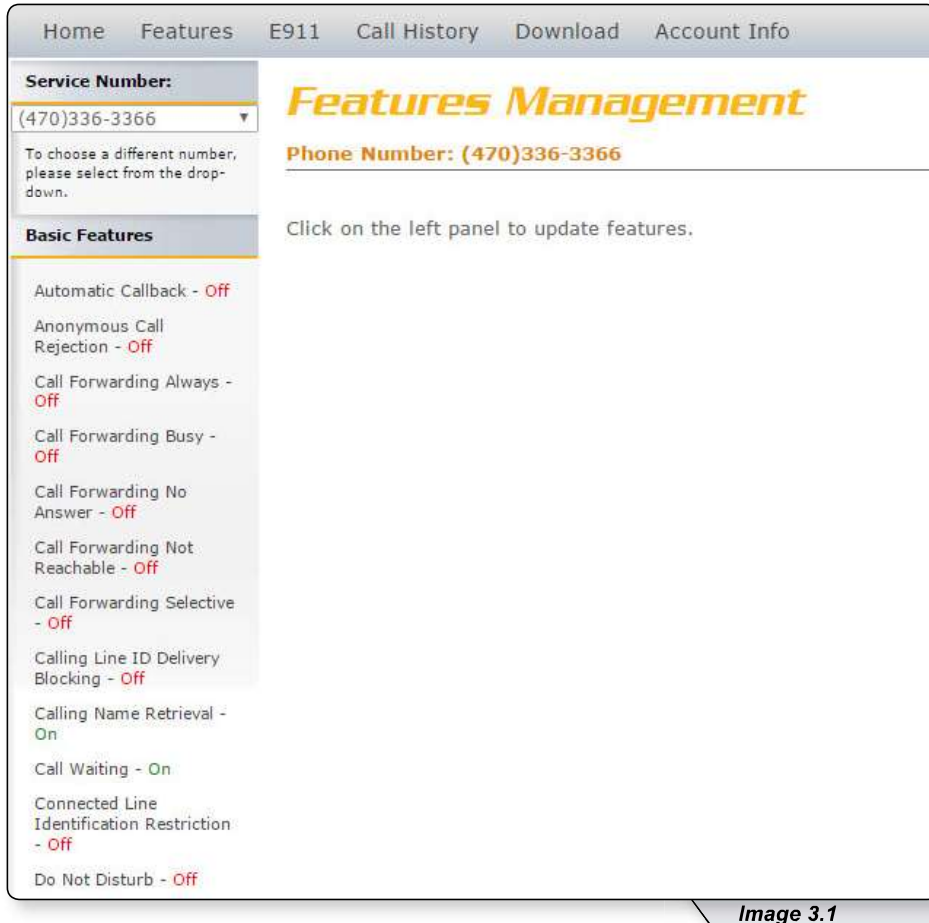 Home Features E911 Call History Download Account Info
Service Number:
(470)336-3366
To choose a different number,
please select from the drop-
down.
Basic Features
Automatic Callback - Off
Anonymous Call
Rejection - Off
Call Forwarding Always -
Off
Call Forwarding Busy -
Off
Call Forwarding No
Answer - Off
Call Forwarding Not
Reachable - Off
Call Forwarding Selective
- Off
Calling Line ID Delivery
Blocking - Off
Calling Name Retrieval -
On
Call Waiting - On
Connected Line
Identification Restriction
- Off
Do Not Disturb - Off
Features Management
Phone Number: (470)336-3366
Click on the left panel to update features.
Image 3.1